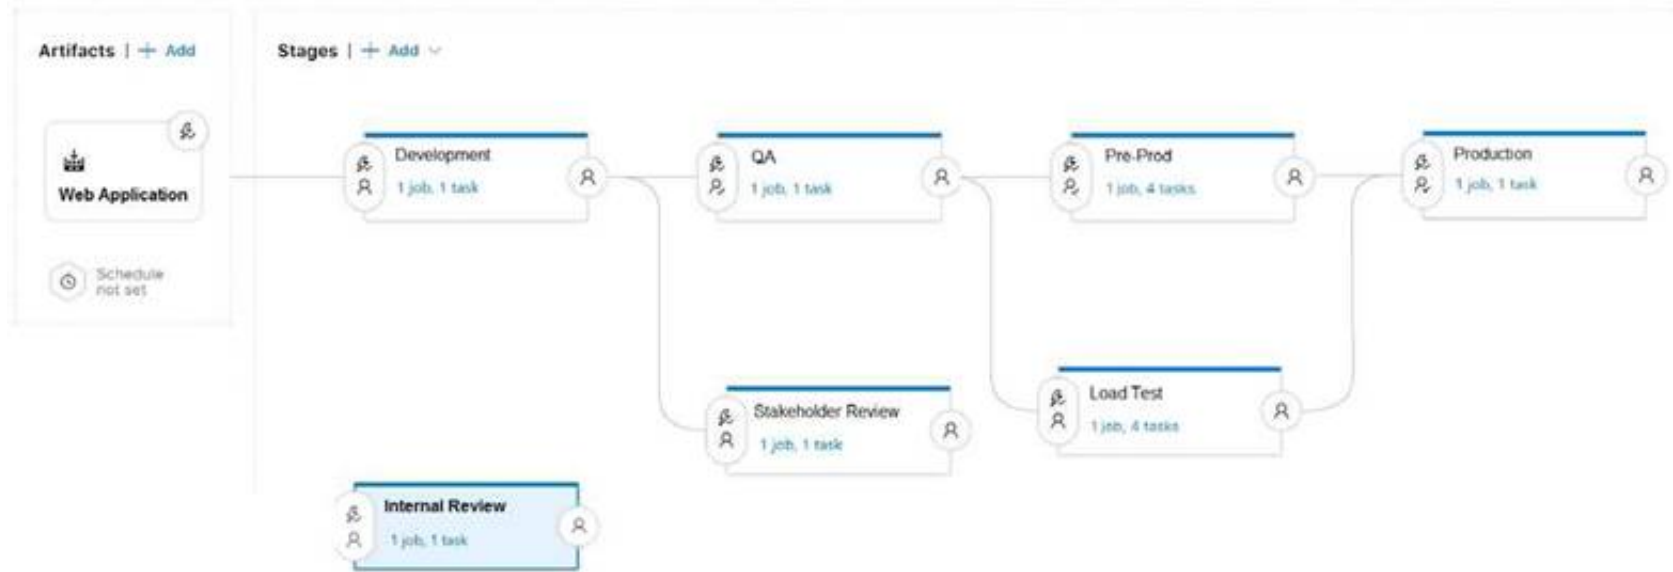 Artifacts | + Add
Stages | + Add
Web Application
Schedule
not set
Development
1 job, 1 task
QA
1 job, 1 task
Pre-Prod
1 job, 4 tasks
Production
1 job, 1 task
Stakeholder Review
1 job, 1 task
Load Test
1 job, 4 tasks
Internal Review
1 job, 1 task